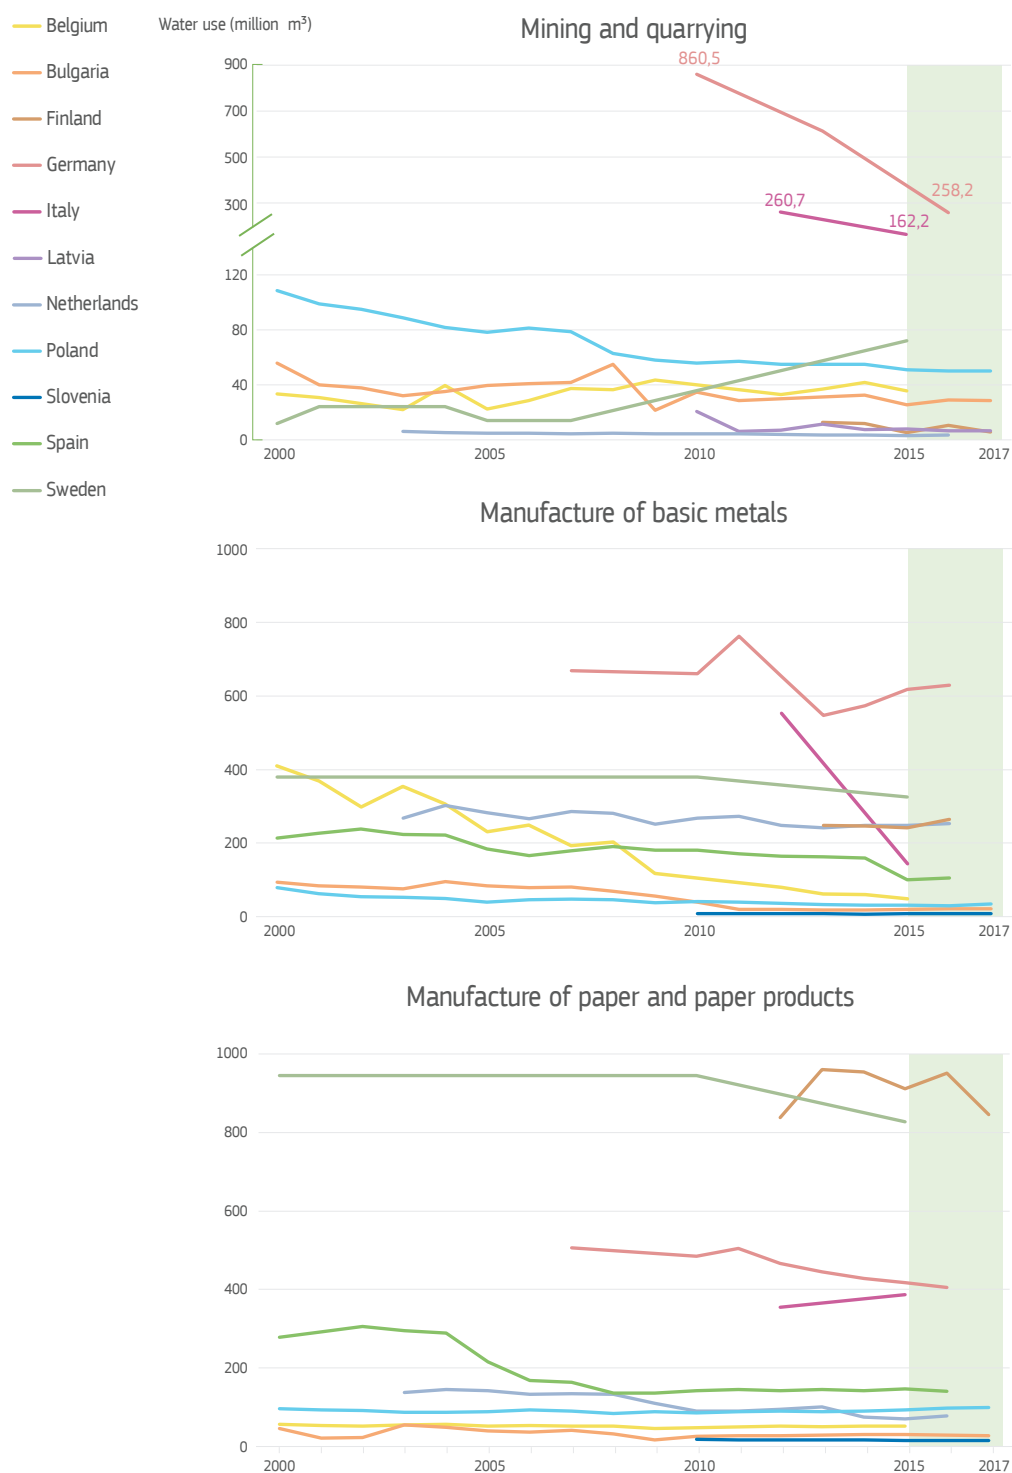 Belgium
Bulgaria
Finland
Germany
Italy
Latvia
Netherlands
Poland
Slovenia
Spain
Sweden
Water use (million m³)
Mining and quarrying
860,5
260,7
162,2
258,2
900
700
500
300
120
80
40
0
2000 2005 2010 2015 2017
Manufacture of basic metals
1000
800
600
400
200
0
2000 2005 2010 2015 2017
Manufacture of paper and paper products
1000
800
600
400
200
0
2000 2005 2010 2015 2017